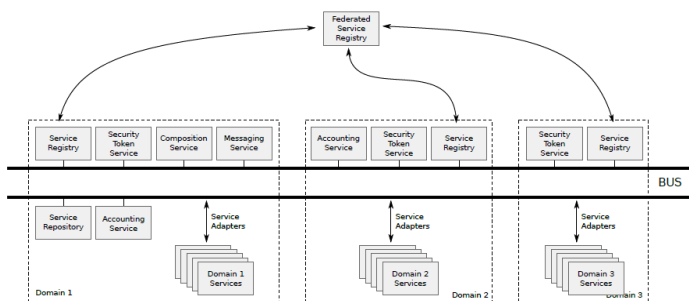 Federated
Service
Registry
Service
Registry
Security
Token
Service
Composition
Service
Messaging
Service
Accounting
Service
Security
Token
Service
Service
Registry
Security
Token
Service
Service
Registry
BUS
Service
Repository
Accounting
Service
Service
Adapters
Service
Adapters
Service
Adapters
Domain 1
Services
Domain 2
Services
Domain 3
Services
Domain 1
Domain 2
Domain 3